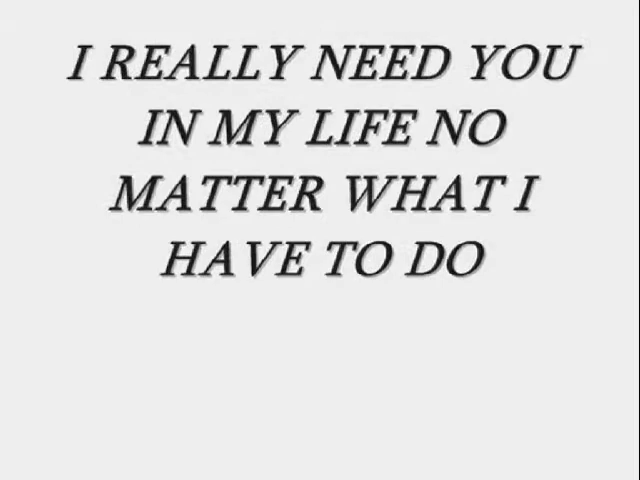 I REALLY NEED YOU
IN MY LIFE NO
MATTER WHAT I
HAVE TO DO